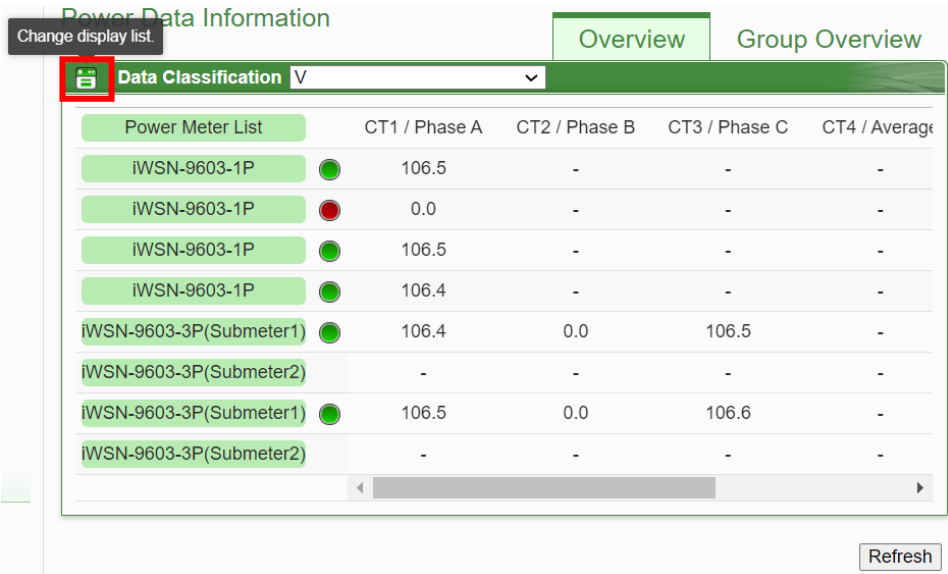 Power Data Information
Change display list.
Overview
Group Overview
Data Classification V
Power Meter List CT1 / Phase A CT2 / Phase B CT3 / Phase C CT4 / Average
iWSN-9603-1P 106.5 - - -
iWSN-9603-1P 0.0 - - -
iWSN-9603-1P 106.5 - - -
iWSN-9603-1P 106.4 - - -
iWSN-9603-3P(Submeter1) 106.4 0.0 106.5 -
iWSN-9603-3P(Submeter2) - - - -
iWSN-9603-3P(Submeter1) 106.5 0.0 106.6 -
iWSN-9603-3P(Submeter2) - - - -
Refresh